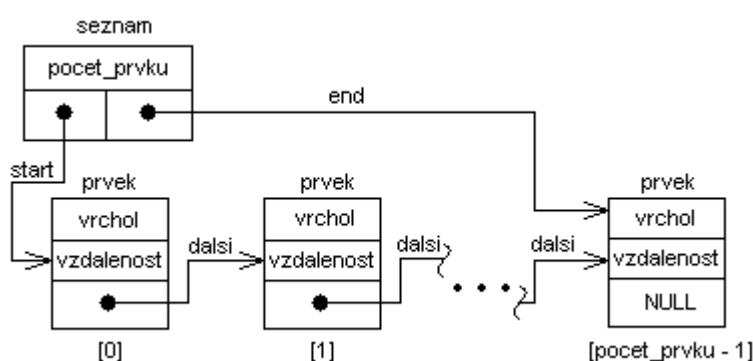 seznam
pocet_prvku
end
start
prvek
prvek
prvek
vrchol
vrchol
vrchol
vzdalenost
dalsi
vzdalenost
dalsi
dalsi
vzdalenost
NULL
[0]
[1]
[pocet_prvku - 1]